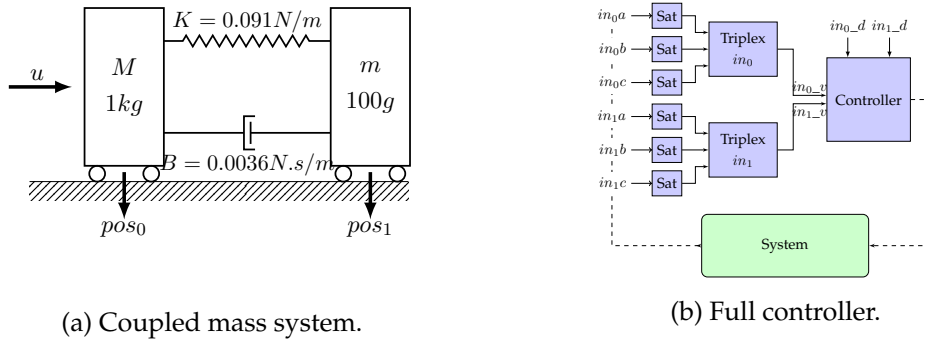 K = 0.091N/m
u
M
1kg
m
100g
B = 0.0036N.s/m
pos₀
pos₁
(a) Coupled mass system.
in₀a
Sat
in₀b
Sat
in₀c
Sat
Triplex
in₀
in₁a
Sat
in₁b
Sat
in₁c
Sat
Triplex
in₁
in₀_d
in₁_d
in₀_v
in₁_v
Controller
System
(b) Full controller.